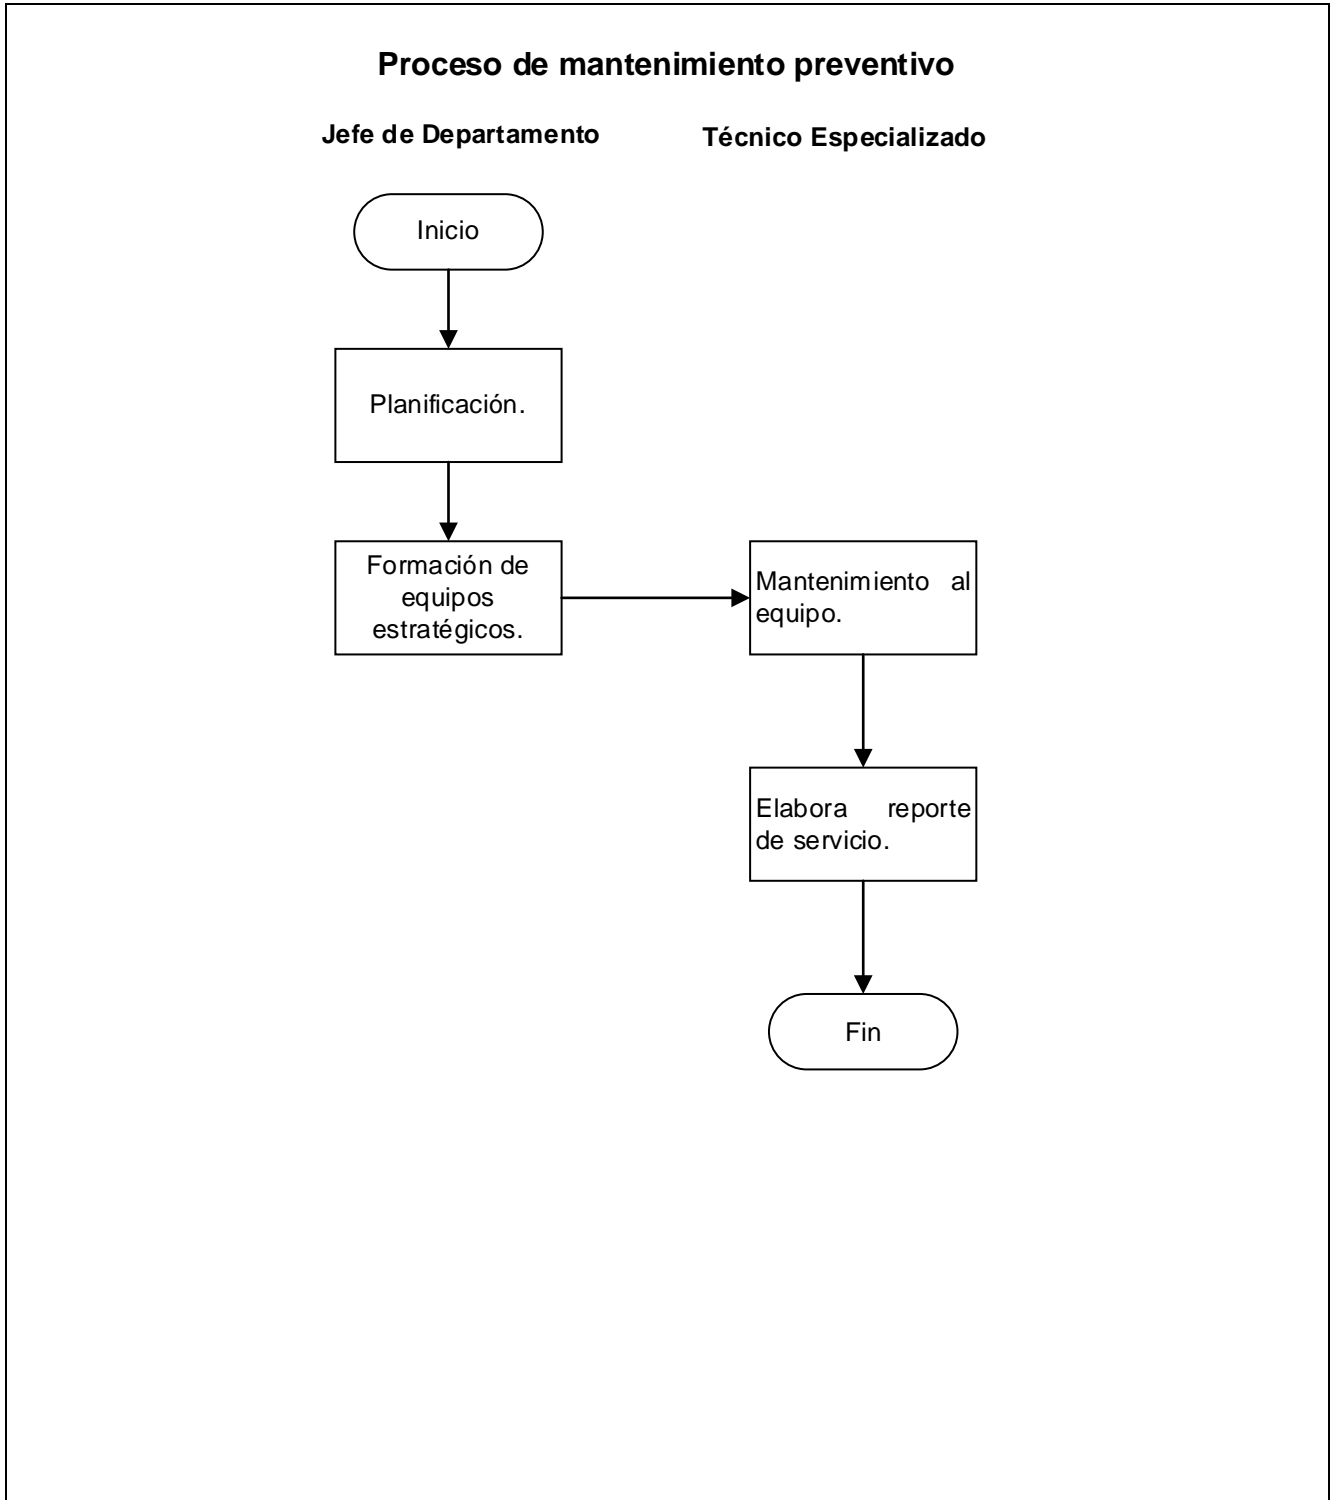 Proceso de mantenimiento preventivo
Jefe de Departamento
Técnico Especializado
Inicio
Planificación.
Formación de
equipos
estratégicos.
Mantenimiento al
equipo.
Elabora reporte
de servicio.
Fin